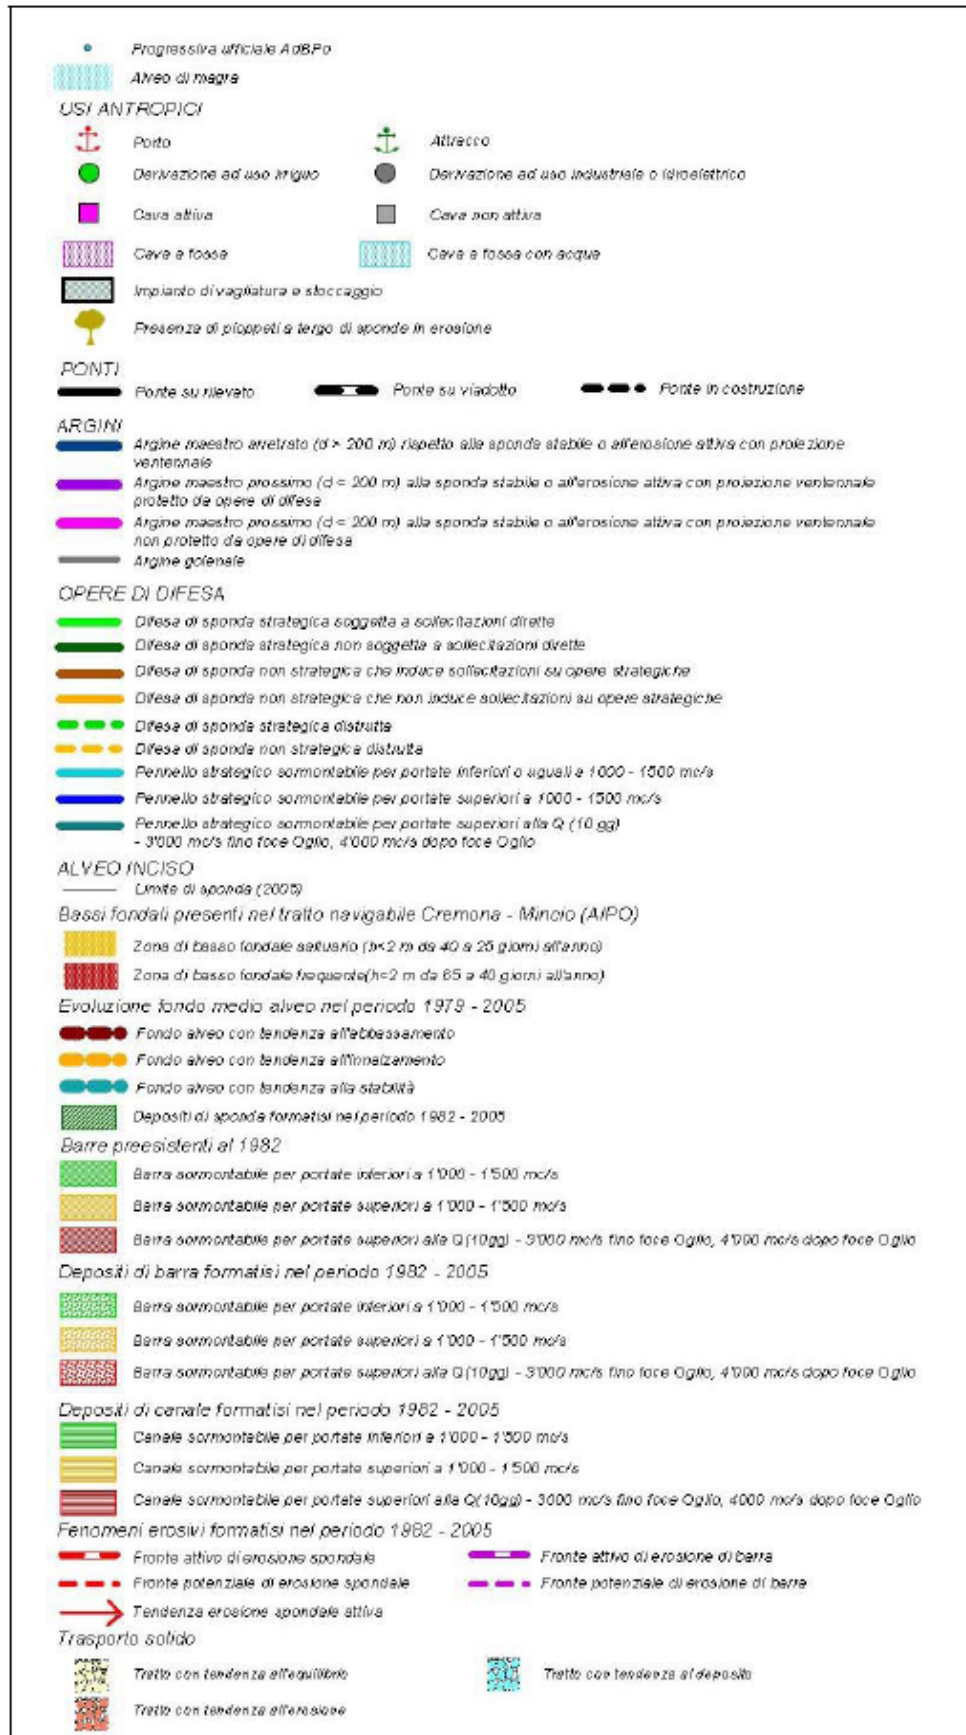 Progressiva ufficiale AdBPo
Alveo di magra
USI ANTROPICI
Porto
Attracco
Derivazione ad uso irriguo
Derivazione ad uso industriale o idroelettrico
Cava attiva
Cava non attiva
Cava a fossa
Cava a fossa con acqua
Impianto di vagliatura e stoccaggio
Presenza di pioppeti a tergo di sponde in erosione
PONTI
Ponte su rilevato
Ponte su viadotto
Ponte in costruzione
ARGINI
Argine maestro arretrato (d > 200 m) rispetto alla sponda stabile o all'erosione attiva con proiezione
ventennale
Argine maestro prossimo (d < 200 m) alla sponda stabile o all'erosione attiva con proiezione ventennale
protetto da opere di difesa
Argine maestro prossimo (d < 200 m) alla sponda stabile o all'erosione attiva con proiezione ventennale
non protetto da opere di difesa
Argine golenale
OPERE DI DIFESA
Difesa di sponda strategica soggetta a sollecitazioni dirette
Difesa di sponda strategica non soggetta a sollecitazioni dirette
Difesa di sponda non strategica che induce sollecitazioni su opere strategiche
Difesa di sponda non strategica che non induce sollecitazioni su opere strategiche
Difesa di sponda strategica distrutta
Difesa di sponda non strategica distrutta
Pennello strategico sormontabile per portate inferiori o uguali a 1000 - 1500 mc/s
Pennello strategico sormontabile per portate superiori a 1000 - 1500 mc/s
Pennello strategico sormontabile per portate superiori alla Q (10 gg)
- 3'000 mc/s fino foce Oglio, 4'000 mc/s dopo foce Oglio
ALVEO INCISO
Limite di sponda (2005)
Bassi fondali presenti nel tratto navigabile Cremona - Mincio (AIPO)
Zona di basso fondale saltuario (h<2 m da 40 a 25 giorni all'anno)
Zona di basso fondale frequente(h<2 m da 65 a 40 giorni all'anno)
Evoluzione fondo medio alveo nel periodo 1979 - 2005
Fondo alveo con tendenza all'abbassamento
Fondo alveo con tendenza all'innalzamento
Fondo alveo con tendenza alla stabilità
Depositi di sponda formatisi nel periodo 1982 - 2005
Barre preesistenti al 1982
Barra sormontabile per portate inferiori a 1'000 - 1'500 mc/s
Barra sormontabile per portate superiori a 1'000 - 1'500 mc/s
Barra sormontabile per portate superiori alla Q(10gg) - 3'000 mc/s fino foce Oglio, 4'000 mc/s dopo foce Oglio
Depositi di barra formatisi nel periodo 1982 - 2005
Barra sormontabile per portate inferiori a 1'000 - 1'500 mc/s
Barra sormontabile per portate superiori a 1'000 - 1'500 mc/s
Barra sormontabile per portate superiori alla Q(10gg) - 3'000 mc/s fino foce Oglio, 4'000 mc/s dopo foce Oglio
Depositi di canale formatisi nel periodo 1982 - 2005
Canale sormontabile per portate inferiori a 1'000 - 1'500 mc/s
Canale sormontabile per portate superiori a 1'000 - 1'500 mc/s
Canale sormontabile per portate superiori alla Q(10gg) - 3000 mc/s fino foce Oglio, 4000 mc/s dopo foce Oglio
Fenomeni erosivi formatisi nel periodo 1982 - 2005
Fronte attivo di erosione spondale
Fronte attivo di erosione di barra
Fronte potenziale di erosione spondale
Fronte potenziale di erosione di barra
Tendenza erosione spondale attiva
Trasporto solido
Tratto con tendenza all'equilibrio
Tratto con tendenza al deposito
Tratto con tendenza all'erosione